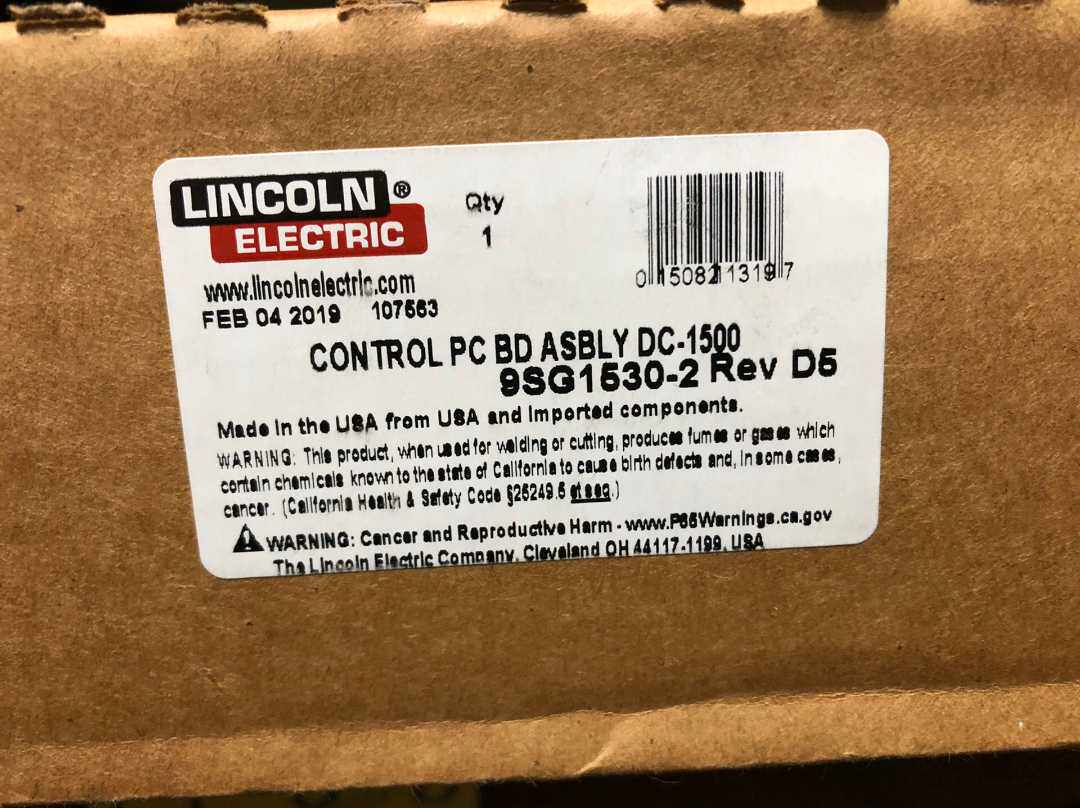 LINCOLN ®
ELECTRIC
Qty
1
0 15082 11319 7
www.lincolnelectric.com
FEB 04 2019 107563
CONTROL PC BD ASBLY DC-1500
9SG1530-2 Rev D5
Made in the USA from USA and Imported components.
WARNING: This product, when used for welding or cutting, produces fumes or gases which
contain chemicals known to the state of California to cause birth defects and, in some cases,
cancer. (California Health & Safety Code §25249.5 et seq.)
WARNING: Cancer and Reproductive Harm - www.P65Warnings.ca.gov
The Lincoln Electric Company, Cleveland OH 44117-1199, USA